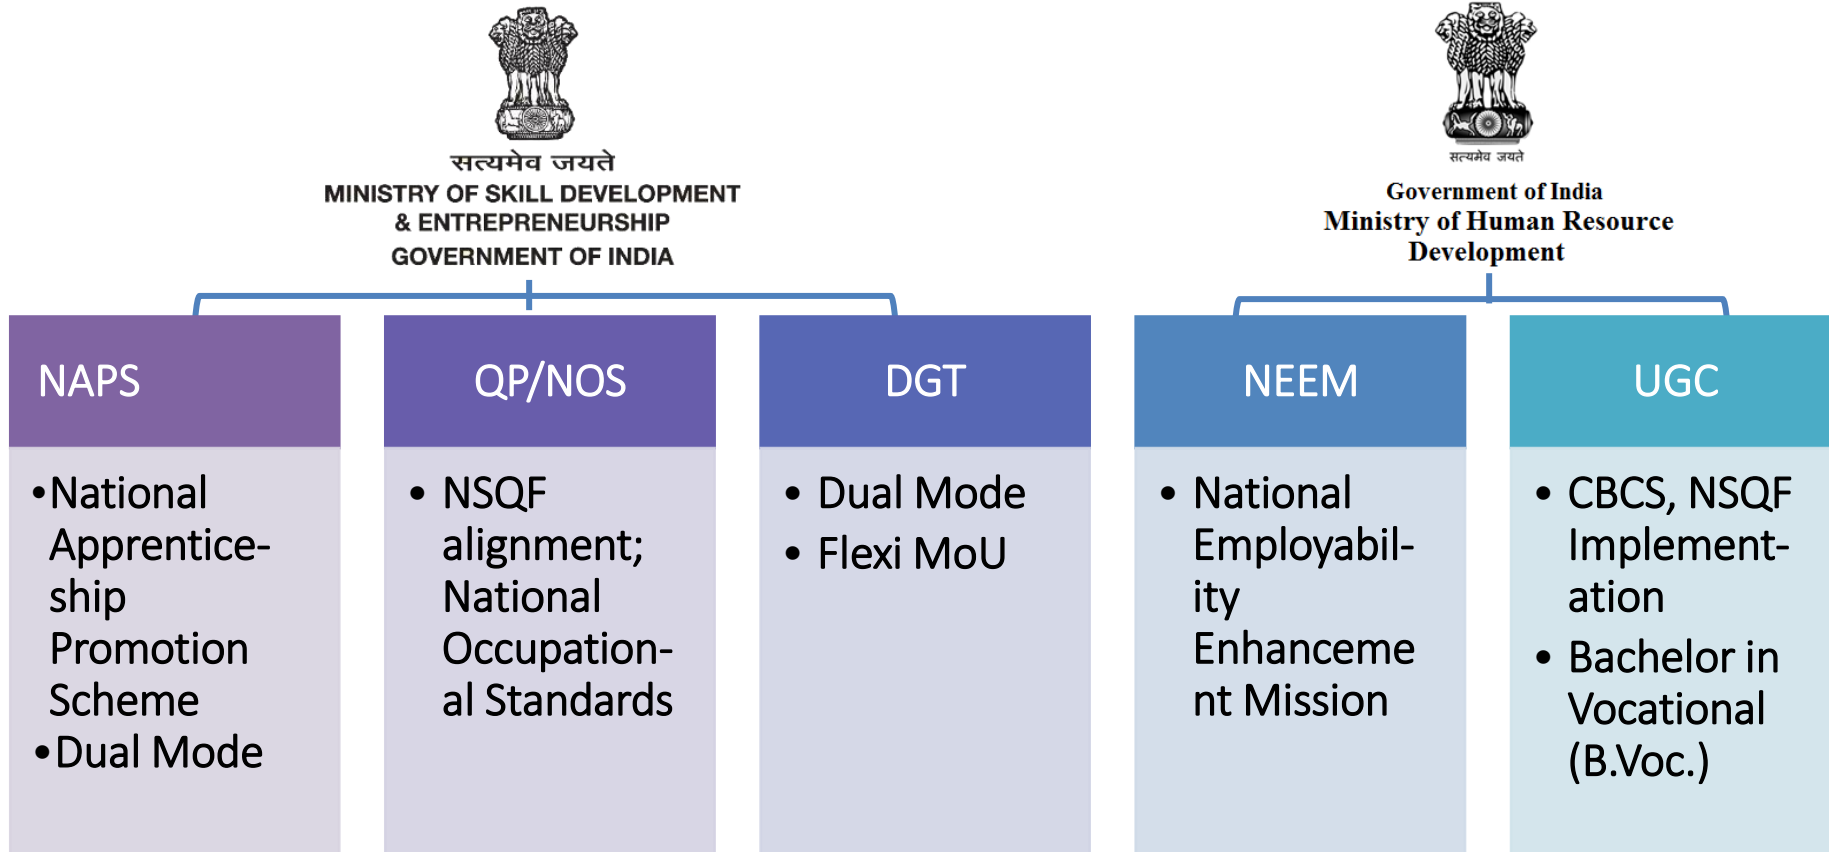 सत्यमेव जयते
MINISTRY OF SKILL DEVELOPMENT
& ENTREPRENEURSHIP
GOVERNMENT OF INDIA
सत्यमेव जयते
Government of India
Ministry of Human Resource
Development
NAPS
•National
Apprentice-
ship
Promotion
Scheme
•Dual Mode
QP/NOS
• NSQF
alignment;
National
Occupation-
al Standards
DGT
• Dual Mode
• Flexi MoU
NEEM
• National
Employabil-
ity
Enhanceme
nt Mission
UGC
• CBCS, NSQF
Implement-
ation
• Bachelor in
Vocational
(B.Voc.)